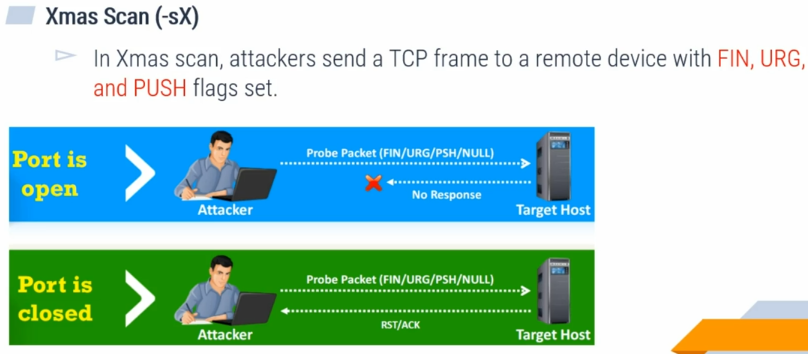 Xmas Scan (-sX)
In Xmas scan, attackers send a TCP frame to a remote device with FIN, URG,
and PUSH flags set.
Port is
open
Attacker
Probe Packet (FIN/URG/PSH/NULL)
No Response
Target Host
Port is
closed
Attacker
Probe Packet (FIN/URG/PSH/NULL)
RST/ACK
Target Host